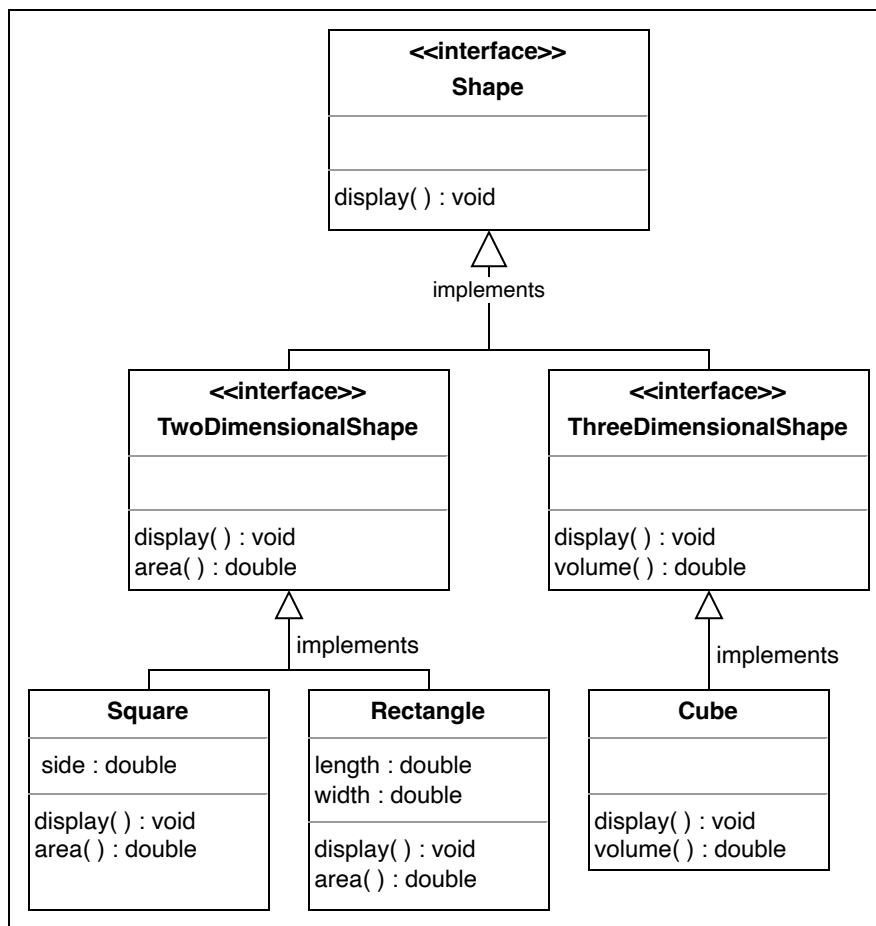 <<interface>>
Shape
display( ) : void
implements
<<interface>>
TwoDimensionalShape
display( ) : void
area( ) : double
<<interface>>
ThreeDimensionalShape
display( ) : void
volume( ) : double
implements
implements
Square
side : double
display( ) : void
area( ) : double
Rectangle
length : double
width : double
display( ) : void
area( ) : double
Cube
display( ) : void
volume( ) : double